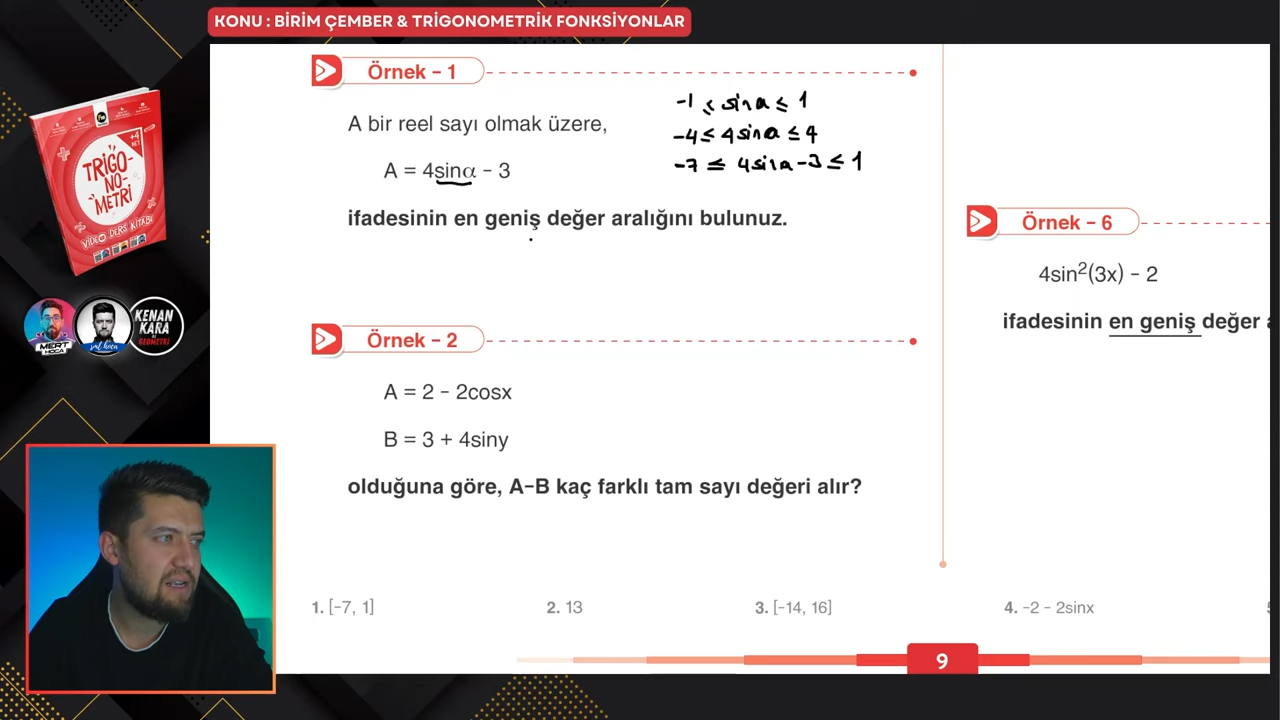 KONU : BİRİM ÇEMBER & TRİGONOMETRİK FONKSİYONLAR
+4 NET
TRİGO-
NO-
METRİ
VİDEO DERS KİTABI
MERT HOCA
KENAN
KARA
GEOMETRİ
Örnek – 1
A bir reel sayı olmak üzere,
A = 4sinα – 3
ifadesinin en geniş değer aralığını bulunuz.
-1 ≤ sinα ≤ 1
-4 ≤ 4sinα ≤ 4
-7 ≤ 4sinα -3 ≤ 1
Örnek – 2
A = 2 – 2cosx
B = 3 + 4siny
olduğuna göre, A–B kaç farklı tam sayı değeri alır?
Örnek – 6
4sin²(3x) – 2
ifadesinin en geniş değer
1. [–7, 1]
2. 13
3. [–14, 16]
4. –2 – 2sinx
9